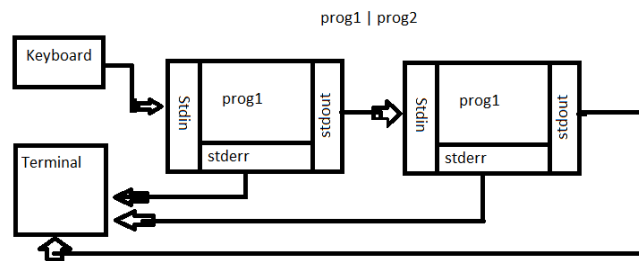 prog1 | prog2
Keyboard
Stdin
prog1
stdout
stderr
Stdin
prog1
stdout
stderr
Terminal